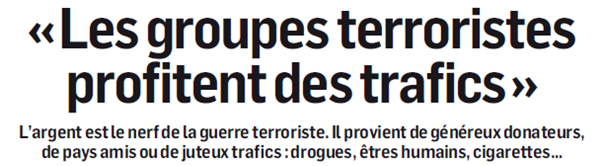 « Les groupes terroristes
profitent des trafics »
L’argent est le nerf de la guerre terroriste. Il provient de généreux donateurs,
de pays amis ou de juteux trafics : drogues, êtres humains, cigarettes...